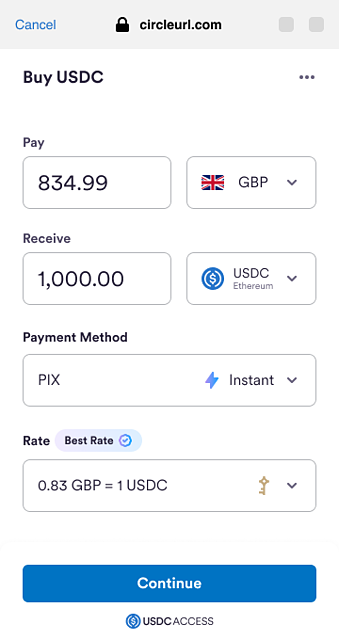 Cancel
circleurl.com
Buy USDC
Pay
834.99
GBP
Receive
1,000.00
USDC
Ethereum
Payment Method
PIX
Instant
Rate
Best Rate
0.83 GBP = 1 USDC
Continue
USDC ACCESS